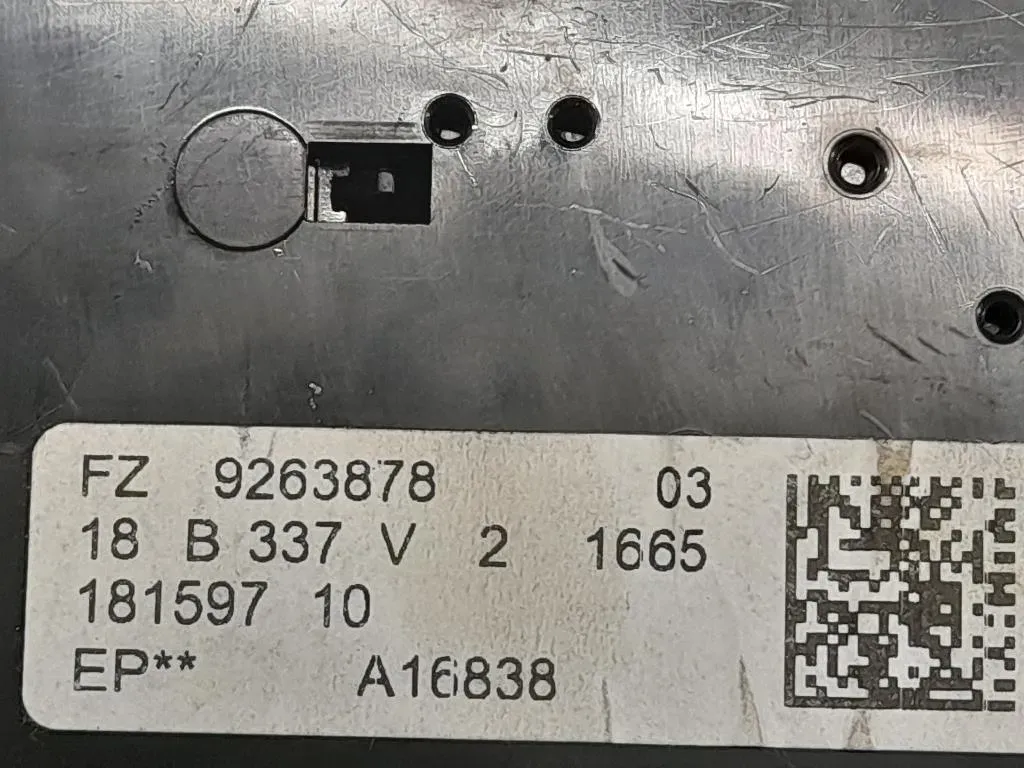 FZ 9263878 03
18 B 337 V 2 1665
181597 10
EP** A16838